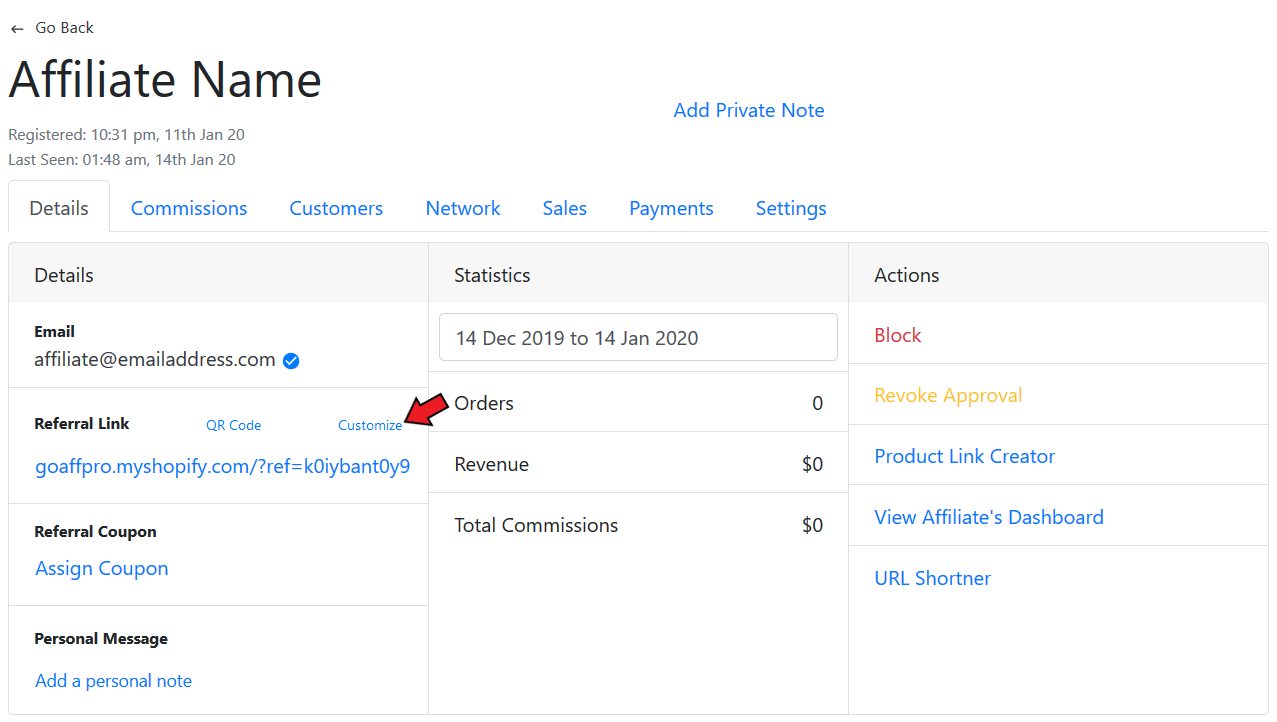 ← Go Back
Affiliate Name
Add Private Note
Registered: 10:31 pm, 11th Jan 20
Last Seen: 01:48 am, 14th Jan 20
Details Commissions Customers Network Sales Payments Settings
Details
Email
affiliate@emailaddress.com
Referral Link QR Code Customize
goaffpro.myshopify.com/?ref=k0iybant0y9
Referral Coupon
Assign Coupon
Personal Message
Add a personal note
Statistics
14 Dec 2019 to 14 Jan 2020
Orders 0
Revenue $0
Total Commissions $0
Actions
Block
Revoke Approval
Product Link Creator
View Affiliate's Dashboard
URL Shortner